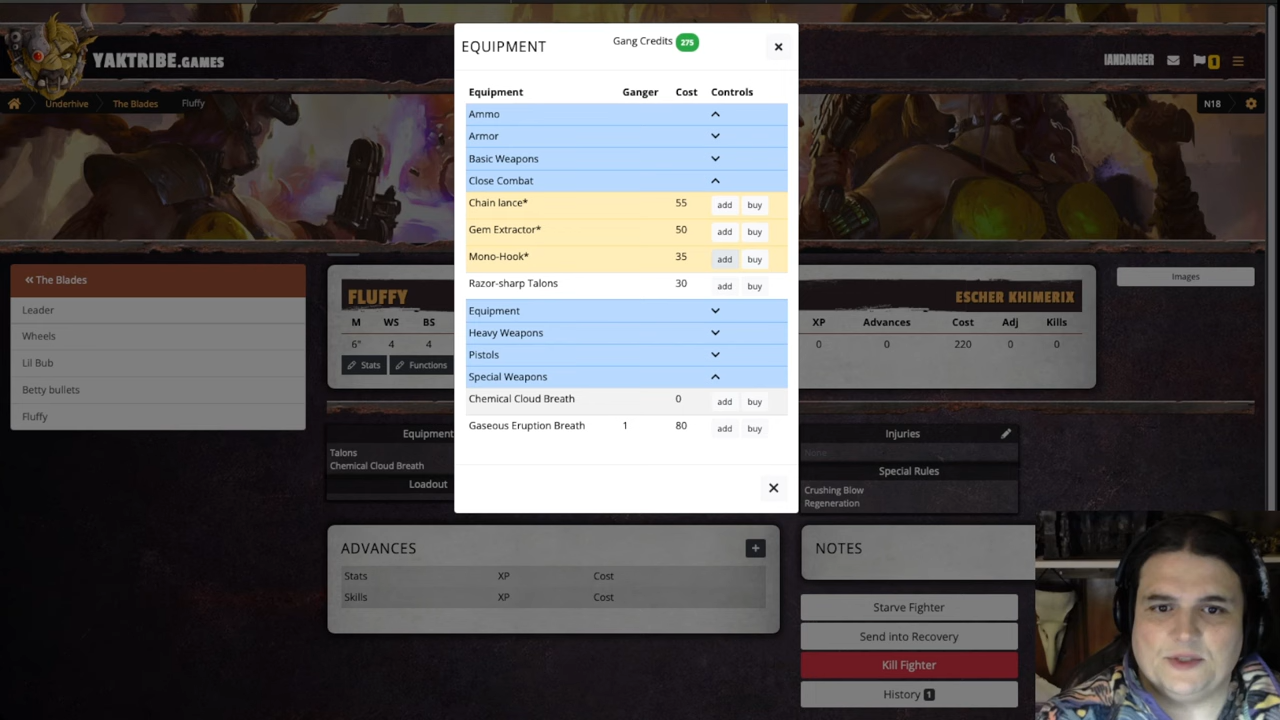 YAKTRIBE.GAMES
IANDANGER
1
Underhive
The Blades
Fluffy
N18
EQUIPMENT
Gang Credits 275
Equipment Ganger Cost Controls
Ammo
Armor
Basic Weapons
Close Combat
Chain lance* 55 add buy
Gem Extractor* 50 add buy
Mono-Hook* 35 add buy
Razor-sharp Talons 30 add buy
Equipment
Heavy Weapons
Pistols
Special Weapons
Chemical Cloud Breath 0 add buy
Gaseous Eruption Breath 1 80 add buy
« The Blades
Leader
Wheels
Lil Bub
Betty bullets
Fluffy
FLUFFY
ESCHER KHIMERIX
M WS BS XP Advances Cost Adj Kills
6" 4 4 0 0 220 0 0
Stats
Functions
Images
Equipment
Talons
Chemical Cloud Breath
Loadout
Injuries
None
Special Rules
Crushing Blow
Regeneration
ADVANCES
Stats XP Cost
Skills XP Cost
NOTES
Starve Fighter
Send into Recovery
Kill Fighter
History 1